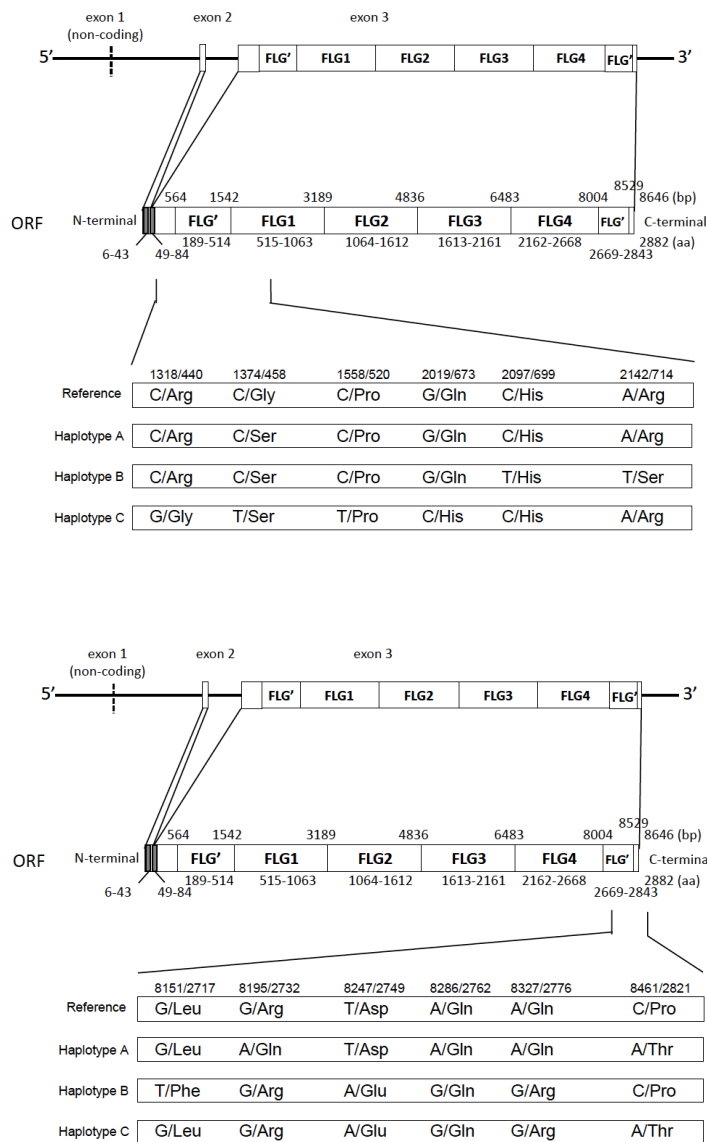 exon 1 exon 2 exon 3
(non-coding)
5’ FLG’ FLG1 FLG2 FLG3 FLG4 FLG’ 3’
8529
564 1542 3189 4836 6483 8004 8646 (bp)
ORF N-terminal FLG’ FLG1 FLG2 FLG3 FLG4 FLG’ C-terminal
189-514 515-1063 1064-1612 1613-2161 2162-2668 2882 (aa)
6-43 49-84 2669-2843
1318/440 1374/458 1558/520 2019/673 2097/699 2142/714
Reference C/Arg C/Gly C/Pro G/Gln C/His A/Arg
Haplotype A C/Arg C/Ser C/Pro G/Gln C/His A/Arg
Haplotype B C/Arg C/Ser C/Pro G/Gln T/His T/Ser
Haplotype C G/Gly T/Ser T/Pro C/His C/His A/Arg
exon 1 exon 2 exon 3
(non-coding)
5’ FLG’ FLG1 FLG2 FLG3 FLG4 FLG’ 3’
8529
564 1542 3189 4836 6483 8004 8646 (bp)
ORF N-terminal FLG’ FLG1 FLG2 FLG3 FLG4 FLG’ C-terminal
189-514 515-1063 1064-1612 1613-2161 2162-2668 2882 (aa)
6-43 49-84 2669-2843
8151/2717 8195/2732 8247/2749 8286/2762 8327/2776 8461/2821
Reference G/Leu G/Arg T/Asp A/Gln A/Gln C/Pro
Haplotype A G/Leu A/Gln T/Asp A/Gln A/Gln A/Thr
Haplotype B T/Phe G/Arg A/Glu G/Gln G/Arg C/Pro
Haplotype C G/Leu G/Arg A/Glu G/Gln G/Arg A/Thr